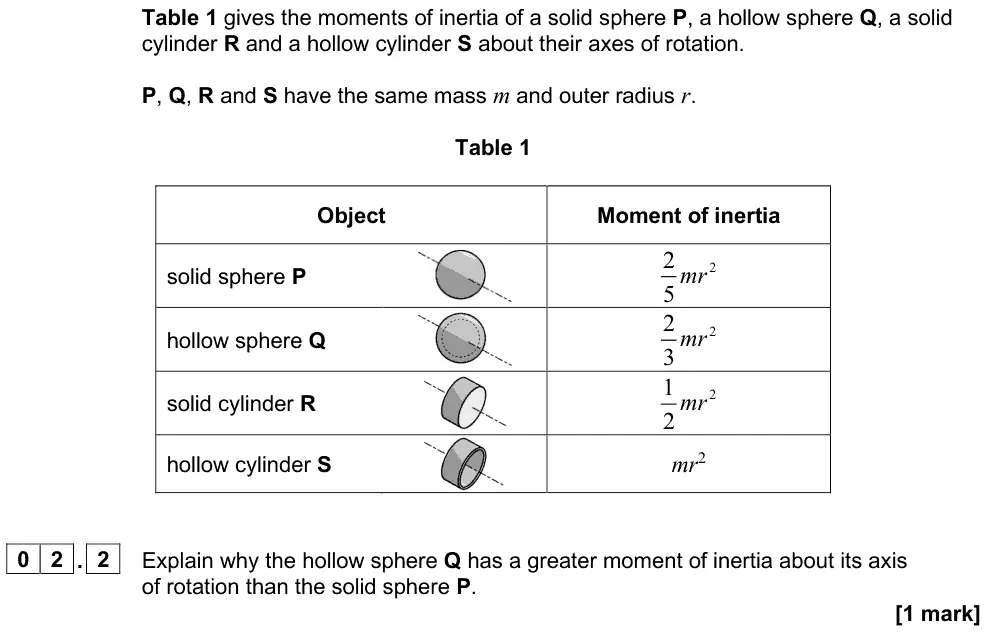 Table 1 gives the moments of inertia of a solid sphere P, a hollow sphere Q, a solid
cylinder R and a hollow cylinder S about their axes of rotation.
P, Q, R and S have the same mass m and outer radius r.
Table 1
Object Moment of inertia
solid sphere P 2/5 mr²
hollow sphere Q 2/3 mr²
solid cylinder R 1/2 mr²
hollow cylinder S mr²
0 2 . 2 Explain why the hollow sphere Q has a greater moment of inertia about its axis
of rotation than the solid sphere P.
[1 mark]